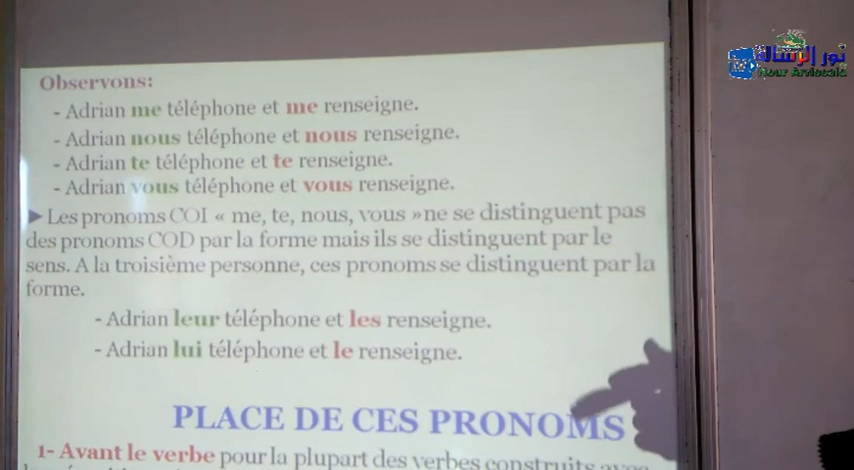 Observons:
- Adrian me téléphone et me renseigne.
- Adrian nous téléphone et nous renseigne.
- Adrian te téléphone et te renseigne.
- Adrian vous téléphone et vous renseigne.
►Les pronoms COI « me, te, nous, vous »ne se distinguent pas
des pronoms COD par la forme mais ils se distinguent par le
sens. A la troisième personne, ces pronoms se distinguent par la
forme.
- Adrian leur téléphone et les renseigne.
- Adrian lui téléphone et le renseigne.
PLACE DE CES PRONOMS
1- Avant le verbe pour la plupart des verbes construits avec
نور الرسالة
Nour Arrissala